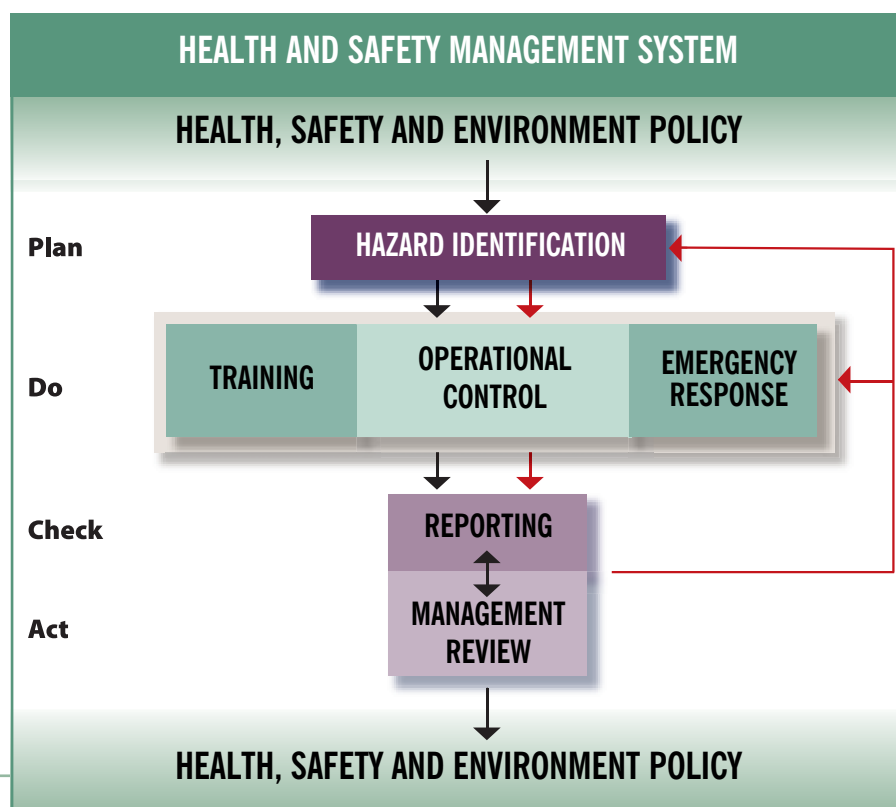 HEALTH AND SAFETY MANAGEMENT SYSTEM
HEALTH, SAFETY AND ENVIRONMENT POLICY
Plan
HAZARD IDENTIFICATION
Do
TRAINING
OPERATIONAL
CONTROL
EMERGENCY
RESPONSE
Check
REPORTING
Act
MANAGEMENT
REVIEW
HEALTH, SAFETY AND ENVIRONMENT POLICY